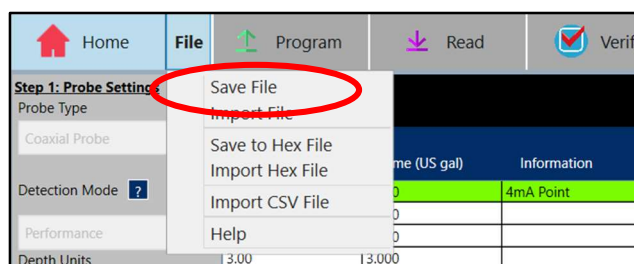 Home File Program Read Verif
Step 1: Probe Settings
Probe Type
Coaxial Probe
Detection Mode ?
Performance
Depth Units
Save File
Import File
Save to Hex File
Import Hex File
Import CSV File
Help
me (US gal) Information
0 4mA Point
0
0
3.00 3.000